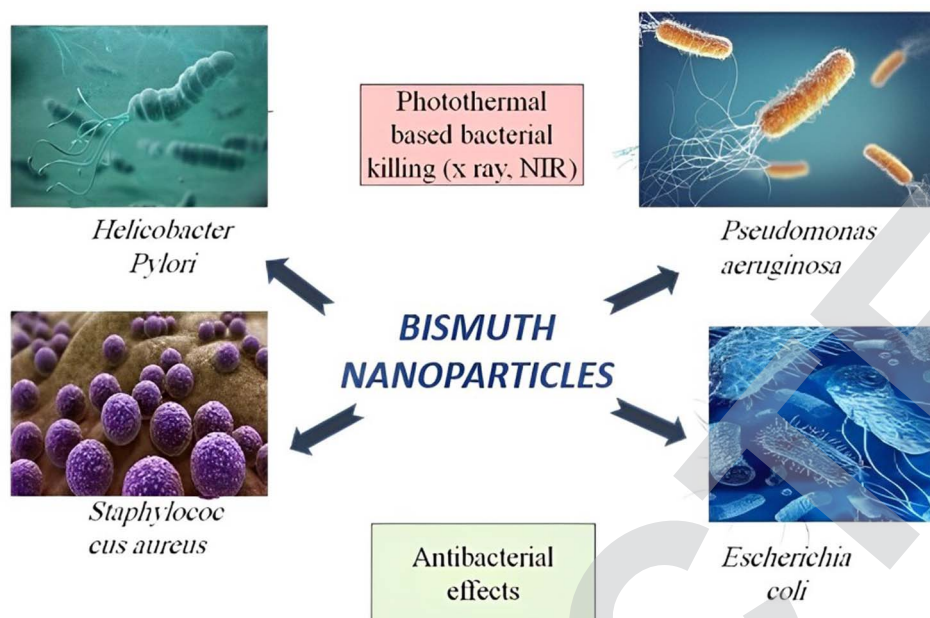 Photothermal
based bacterial
killing (x ray, NIR)
Helicobacter
Pylori
Pseudomonas
aeruginosa
BISMUTH
NANOPARTICLES
Staphylococ
cus aureus
Antibacterial
effects
Escherichia
coli